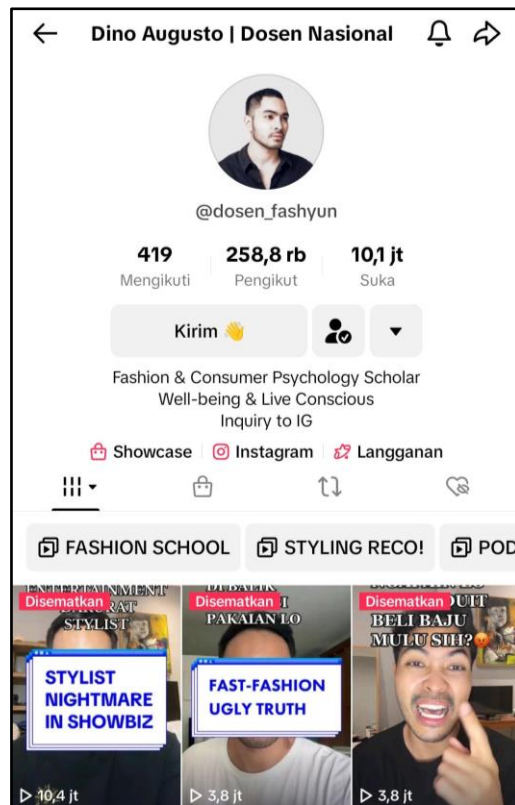 Dino Augusto | Dosen Nasional
@dosen_fashyun
419 258,8 rb 10,1 jt
Mengikuti Pengikut Suka
Kirim 👋
Fashion & Consumer Psychology Scholar
Well-being & Live Conscious
Inquiry to IG
Showcase Instagram Langganan
FASHION SCHOOL STYLING RECO! POD
ENTERTAINMENT
Disematkan
STYLIST
STYLIST
NIGHTMARE
IN SHOWBIZ
10,4 jt
Disematkan
PAKAIAN LO
FAST-FASHION
UGLY TRUTH
3,8 jt
Disematkan
BELI BAJU
MULU SIH?😡
3,8 jt